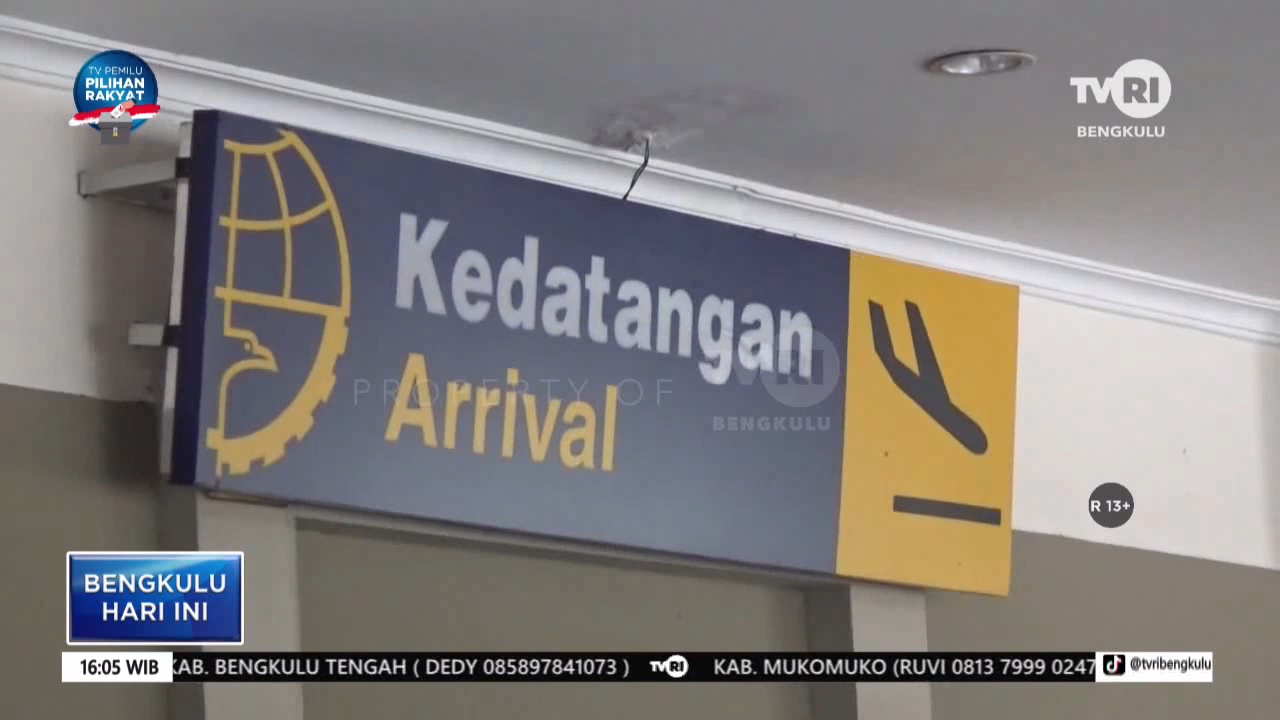 TV PEMILU
PILIHAN
RAKYAT
TVRI
BENGKULU
Kedatangan
Arrival
PROPERTY OF TVRI
BENGKULU
R 13+
BENGKULU
HARI INI
16:05 WIB KAB. BENGKULU TENGAH ( DEDY 085897841073 ) TVRI KAB. MUKOMUKO (RUVI 0813 7999 0247 @tvribengkulu